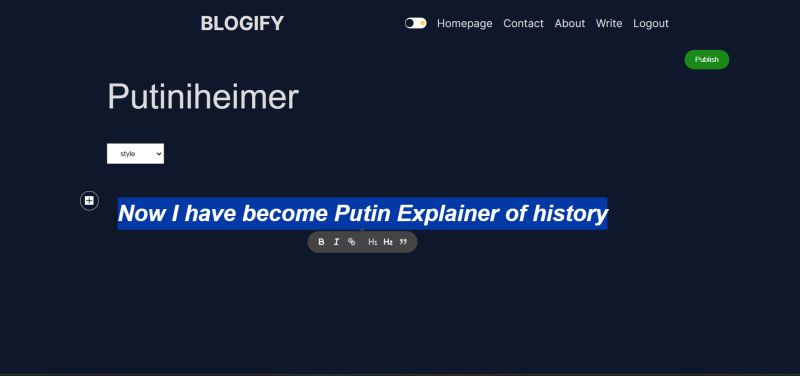 BLOGIFY Homepage Contact About Write Logout
Publish
Putiniheimer
style
Now I have become Putin Explainer of history
B I H1 H2 ”